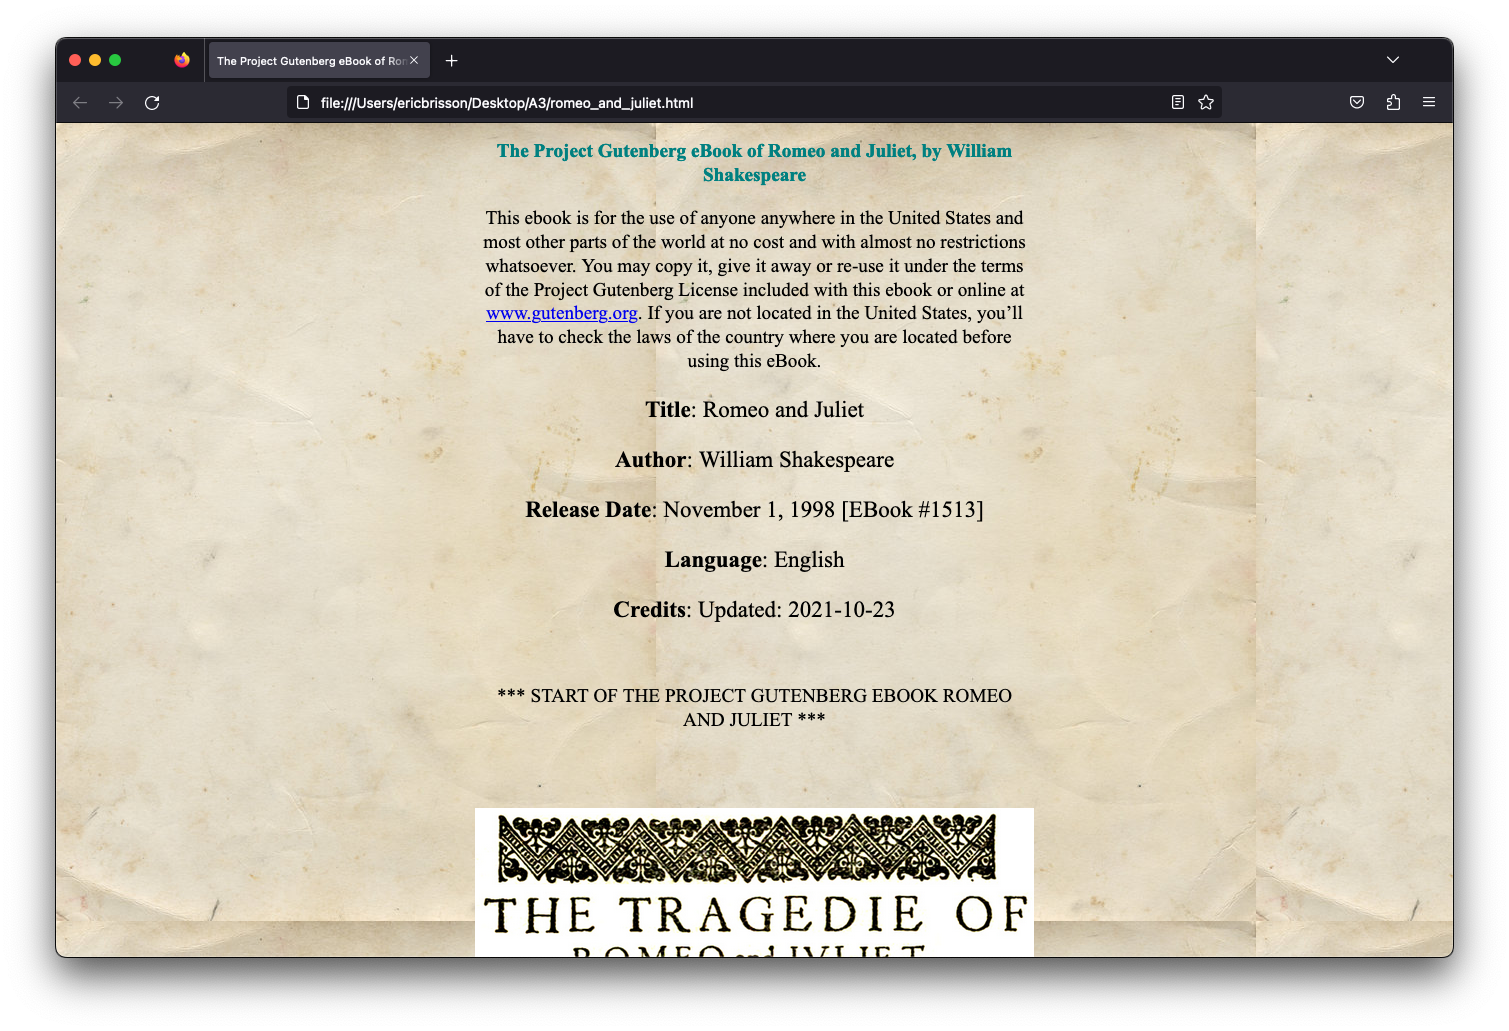 The Project Gutenberg eBook of Ron
file:///Users/ericbrisson/Desktop/A3/romeo_and_juliet.html
The Project Gutenberg eBook of Romeo and Juliet, by William
Shakespeare
This ebook is for the use of anyone anywhere in the United States and
most other parts of the world at no cost and with almost no restrictions
whatsoever. You may copy it, give it away or re-use it under the terms
of the Project Gutenberg License included with this ebook or online at
www.gutenberg.org. If you are not located in the United States, you’ll
have to check the laws of the country where you are located before
using this eBook.
Title: Romeo and Juliet
Author: William Shakespeare
Release Date: November 1, 1998 [EBook #1513]
Language: English
Credits: Updated: 2021-10-23
*** START OF THE PROJECT GUTENBERG EBOOK ROMEO
AND JULIET ***
THE TRAGEDIE OF
ROMEO and IVLIET